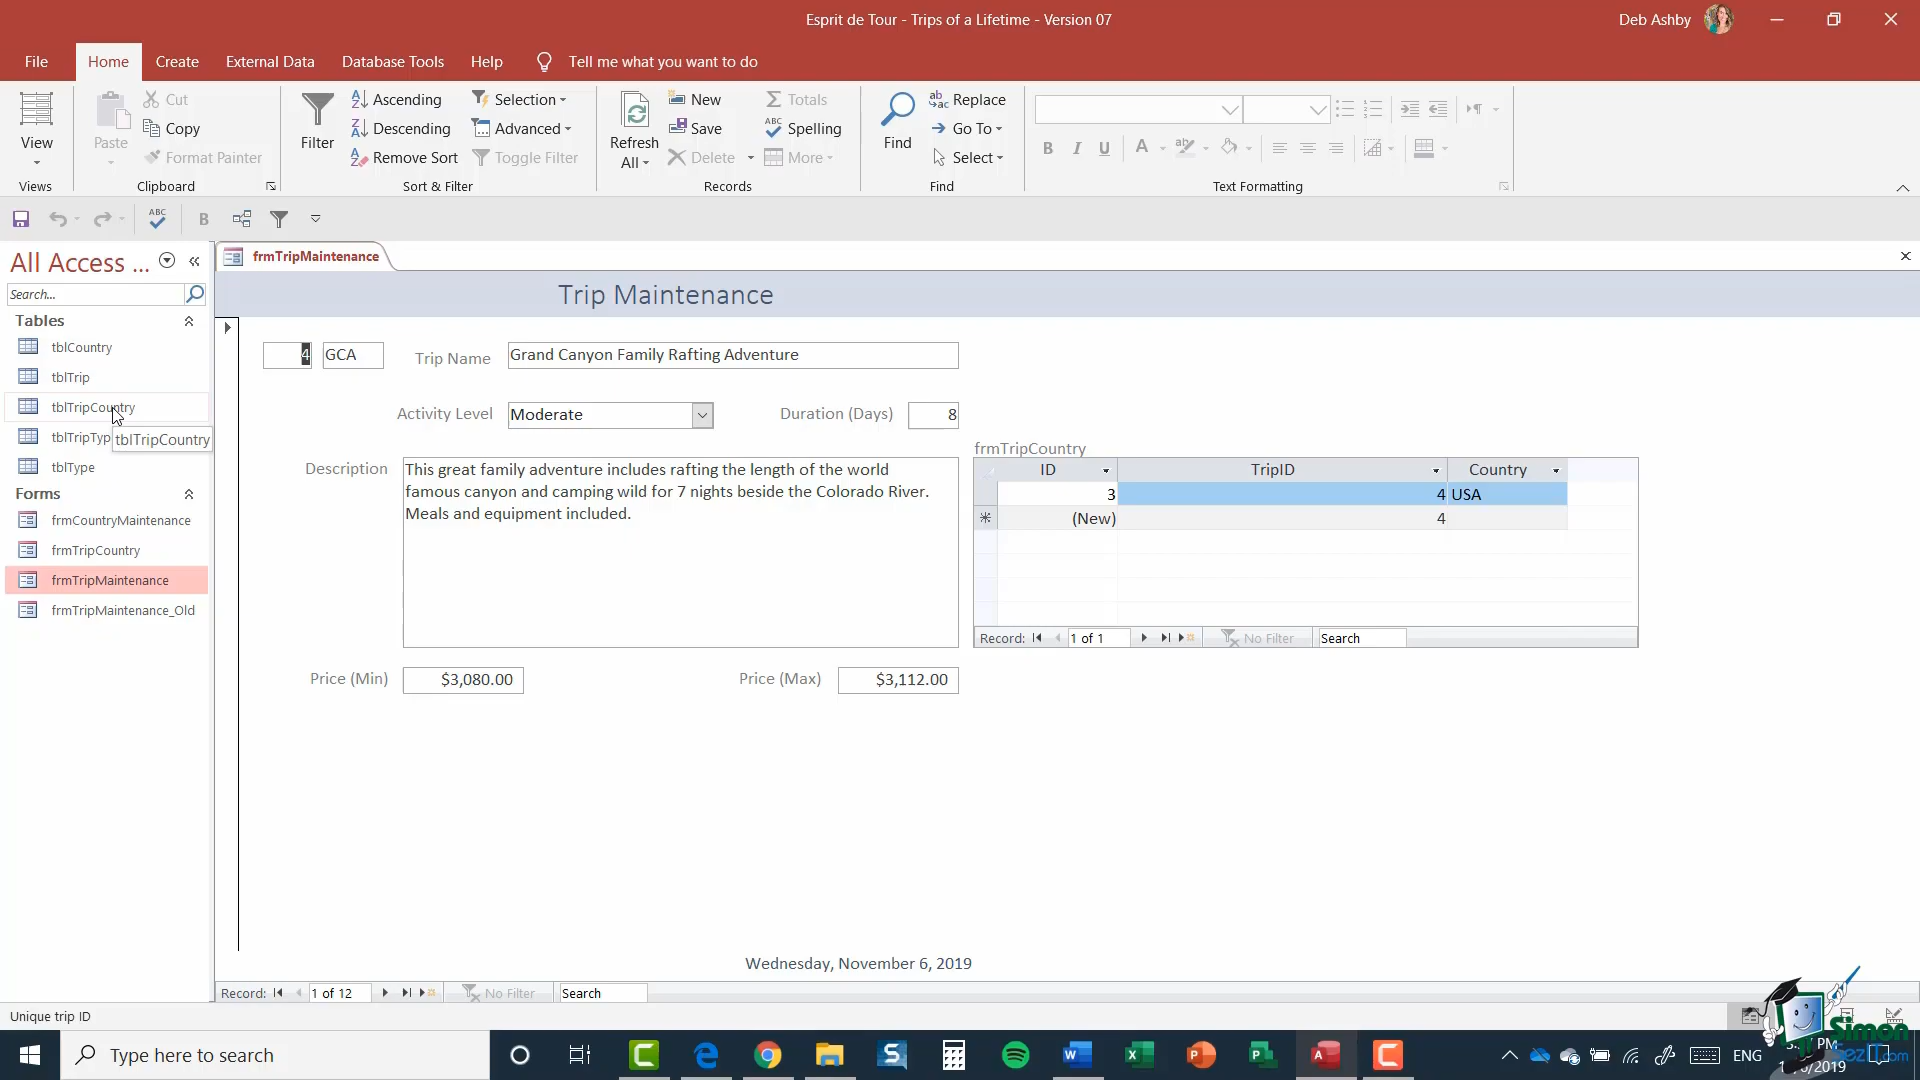 Esprit de Tour - Trips of a Lifetime - Version 07
Deb Ashby
File
Home
Create
External Data
Database Tools
Help
Tell me what you want to do
View
Views
Paste
Cut
Copy
Format Painter
Clipboard
Filter
Ascending
Descending
Remove Sort
Selection
Advanced
Toggle Filter
Sort & Filter
Refresh
All
New
Save
Delete
Totals
Spelling
More
Records
Find
Replace
Go To
Select
Find
Text Formatting
All Access ...
Search...
Tables
tblCountry
tblTrip
tblTripCountry
tblTripTyp
tblTripCountry
tblType
Forms
frmCountryMaintenance
frmTripCountry
frmTripMaintenance
frmTripMaintenance_Old
frmTripMaintenance
Trip Maintenance
4
GCA
Trip Name
Grand Canyon Family Rafting Adventure
Activity Level
Moderate
Duration (Days)
8
Description
This great family adventure includes rafting the length of the world
famous canyon and camping wild for 7 nights beside the Colorado River.
Meals and equipment included.
frmTripCountry
ID TripID Country
3 4 USA
(New) 4
Record: 1 of 1 No Filter Search
Price (Min)
$3,080.00
Price (Max)
$3,112.00
Wednesday, November 6, 2019
Record: 1 of 12 No Filter Search
Unique trip ID
Type here to search
ENG
PM
/2019
Simon
SezIT.com